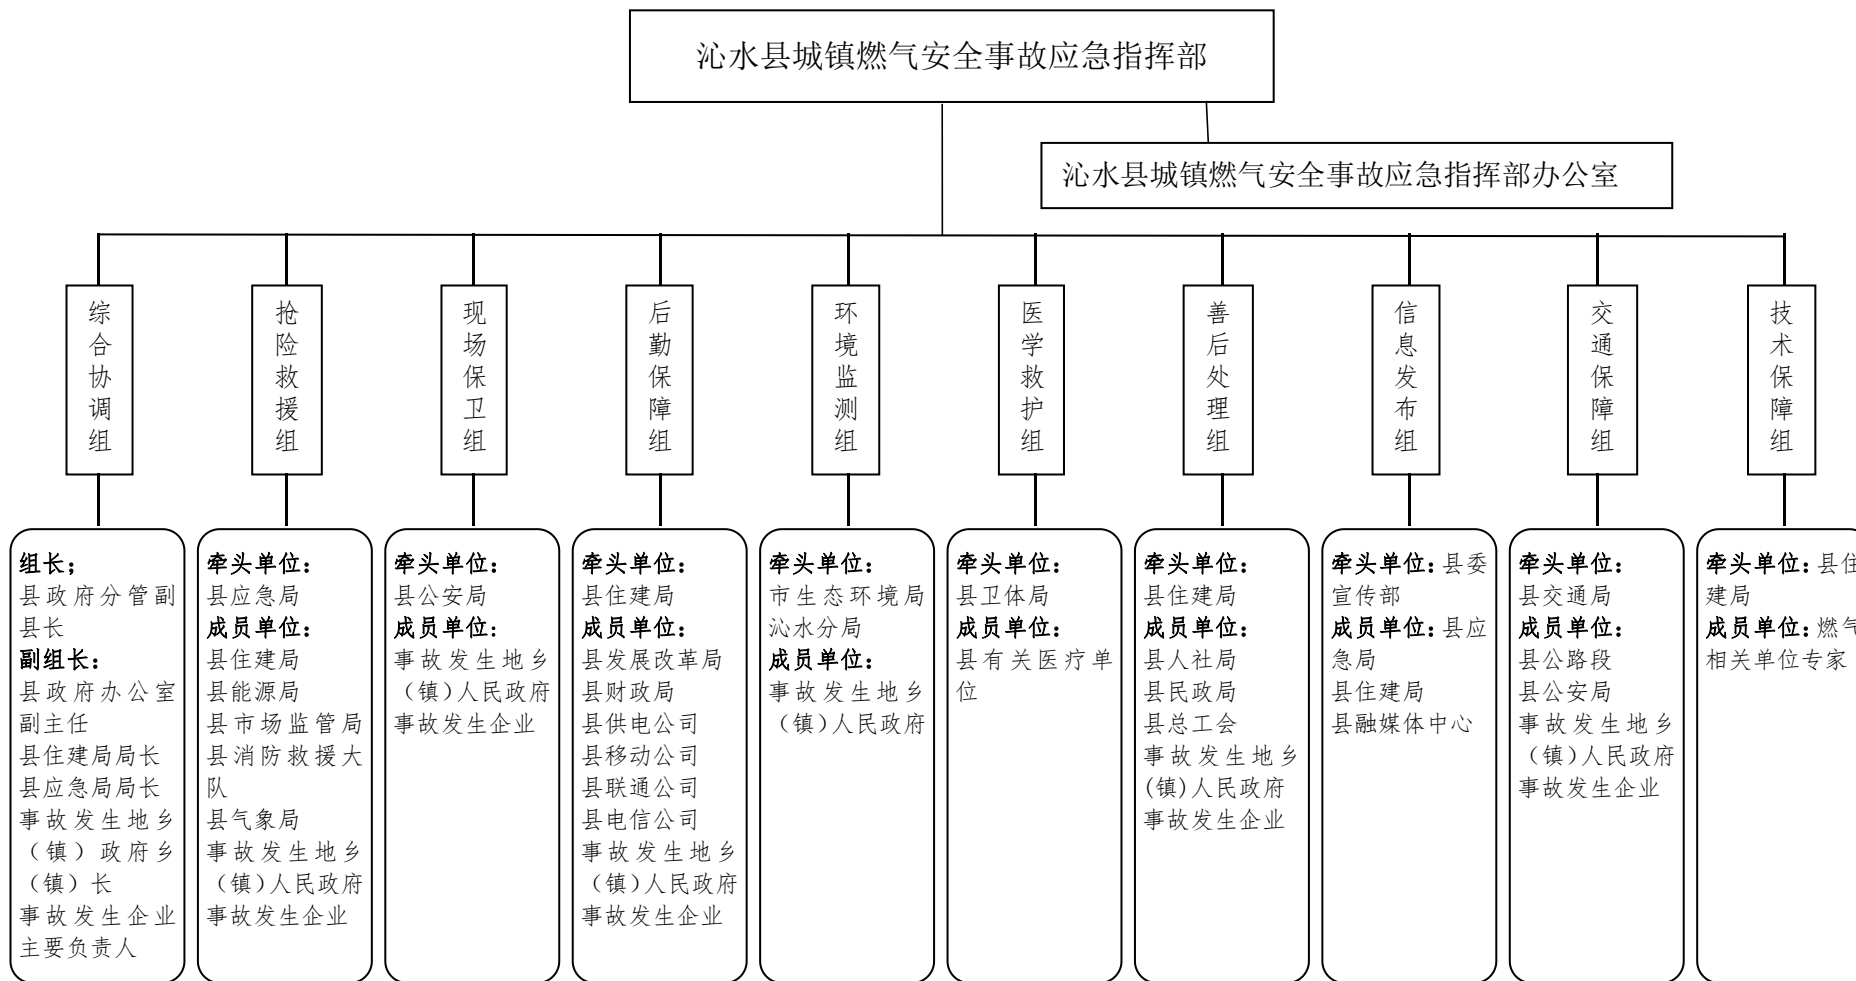 沁水县城镇燃气安全事故应急指挥部
沁水县城镇燃气安全事故应急指挥部办公室
综合协调组
抢险救援组
现场保卫组
后勤保障组
环境监测组
医学救护组
善后处理组
信息发布组
交通保障组
技术保障组
组长；
县政府分管副
县长
副组长：
县政府办公室
副主任
县住建局局长
县应急局局长
事故发生地乡
（镇）政府乡
（镇）长
事故发生企业
主要负责人
牵头单位：
县应急局
成员单位：
县住建局
县能源局
县市场监管局
县消防救援大
队
县气象局
事故发生地乡
（镇）人民政府
事故发生企业
牵头单位：
县公安局
成员单位：
事故发生地乡
（镇）人民政府
事故发生企业
牵头单位：
县住建局
成员单位：
县发展改革局
县财政局
县供电公司
县移动公司
县联通公司
县电信公司
事故发生地乡
（镇）人民政府
事故发生企业
牵头单位：
市生态环境局
沁水分局
成员单位：
事故发生地乡
（镇）人民政府
牵头单位：
县卫体局
成员单位：
县有关医疗单
位
牵头单位：
县住建局
成员单位：
县人社局
县民政局
县总工会
事故发生地乡
(镇)人民政府
事故发生企业
牵头单位：县委
宣传部
成员单位：县应
急局
县住建局
县融媒体中心
牵头单位：
县交通局
成员单位：
县公路段
县公安局
事故发生地乡
（镇）人民政府
事故发生企业
牵头单位：县住
建局
成员单位：燃气
相关单位专家